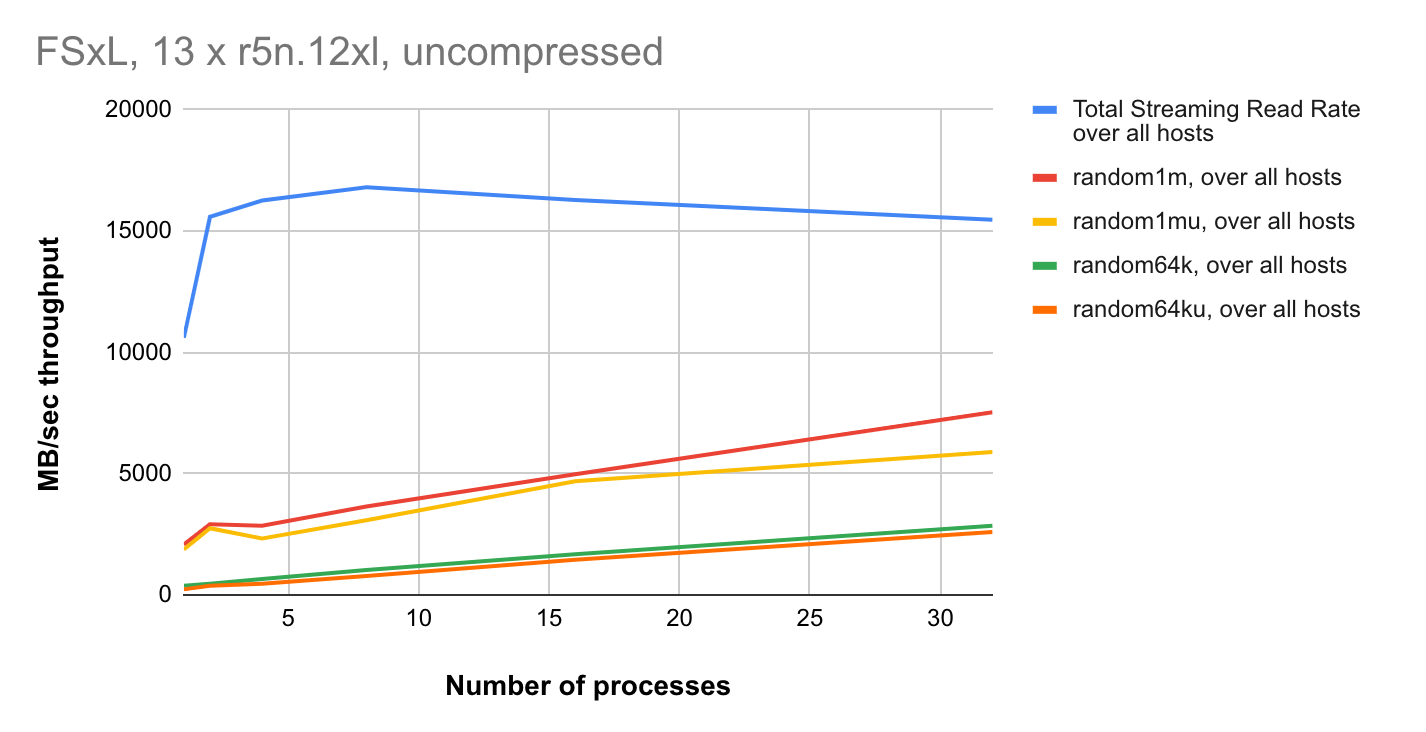 FSxL, 13 x r5n.12xl, uncompressed
20000
15000
10000
5000
0
MB/sec throughput
5 10 15 20 25 30
Number of processes
Total Streaming Read Rate
over all hosts
random1m, over all hosts
random1mu, over all hosts
random64k, over all hosts
random64ku, over all hosts